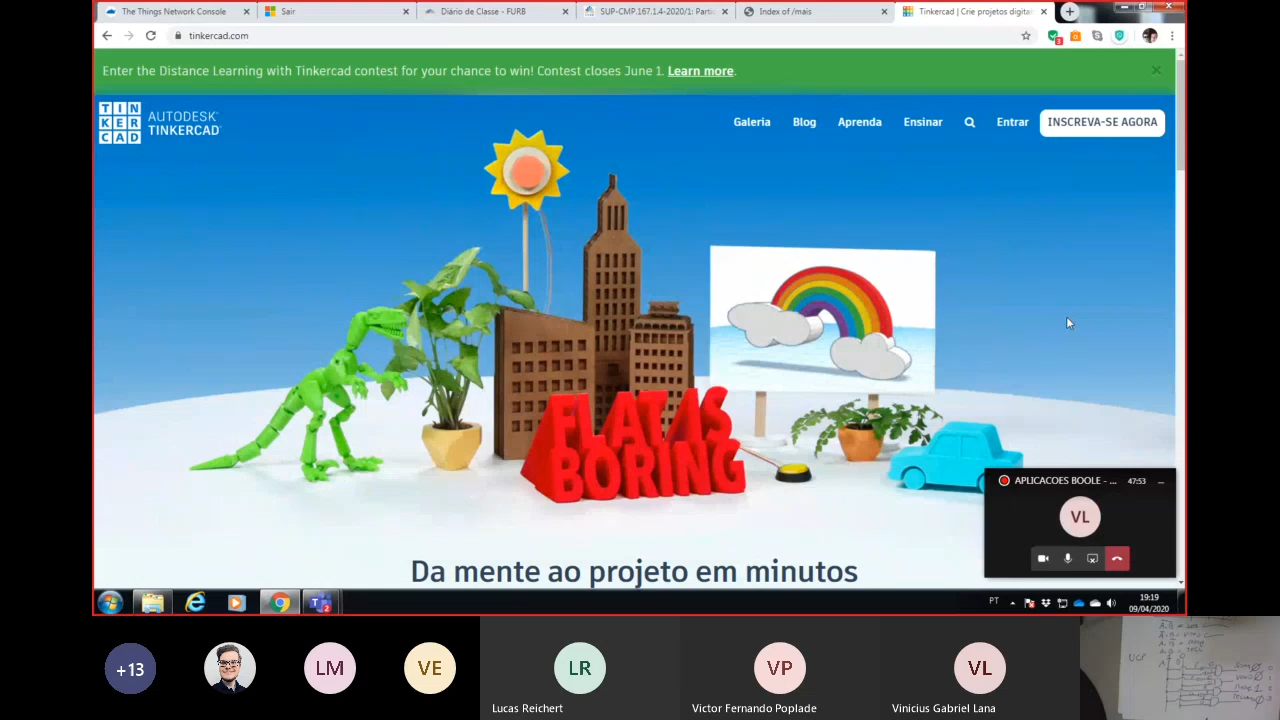 The Things Network Console
Sair
Diário de Classe - FURB
SUP-CMP.167.1.4-2020/1: Parti
Index of /mais
Tinkercad | Crie projetos digitai
tinkercad.com
3
Enter the Distance Learning with Tinkercad contest for your chance to win! Contest closes June 1. Learn more.
TIN
KER
CAD
AUTODESK
TINKERCAD
Galeria Blog Aprenda Ensinar Entrar INSCREVA-SE AGORA
FLAT IS
BORING
APLICACOES BOOLE - ... 47:53
VL
Da mente ao projeto em minutos
2
PT
19:19
09/04/2020
+13
LM
VE
LR
VP
VL
Lucas Reichert
Victor Fernando Poplade
Vinicius Gabriel Lana